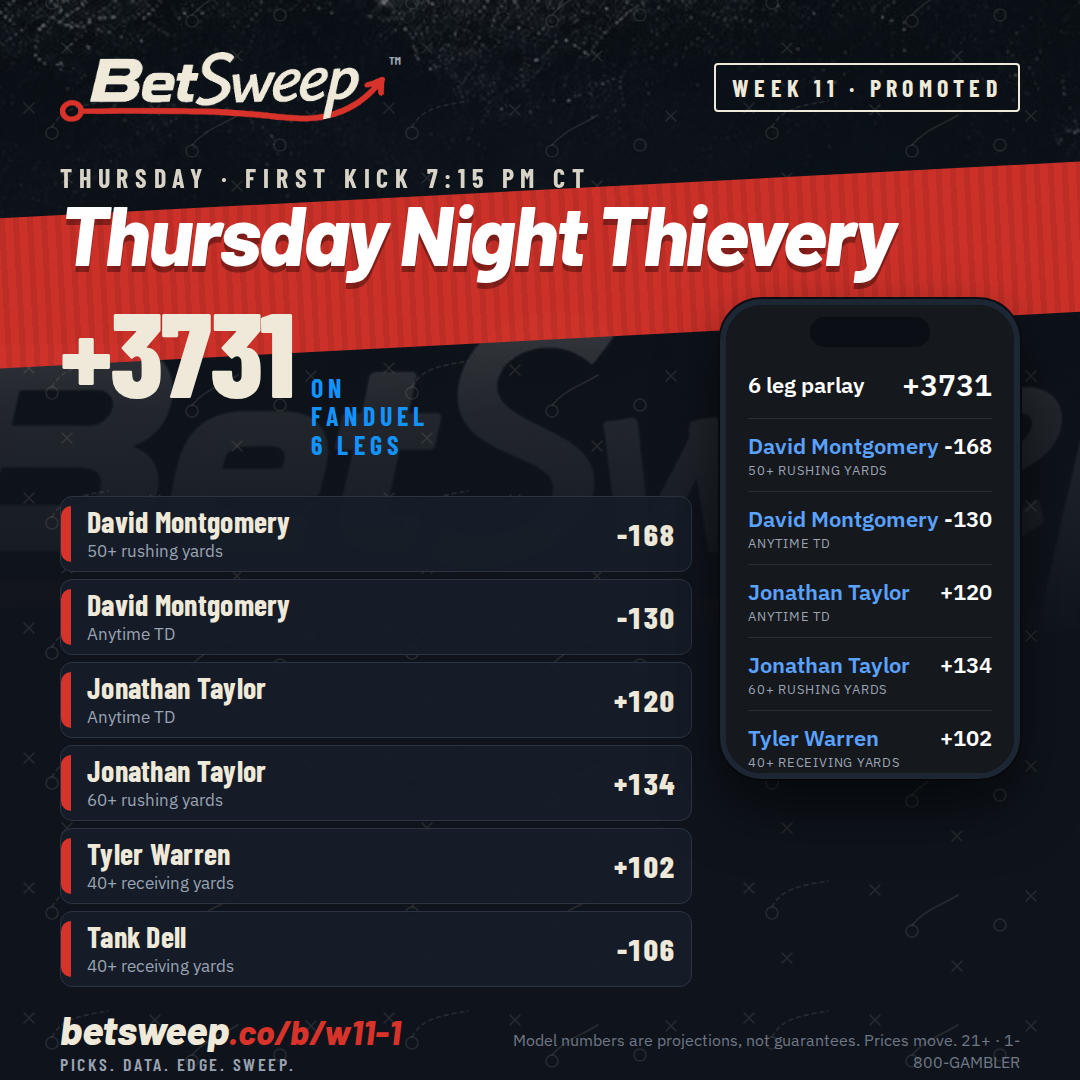 BetSweep™
WEEK 11 · PROMOTED
THURSDAY · FIRST KICK 7:15 PM CT
Thursday Night Thievery
+3731
ON
FANDUEL
6 LEGS
David Montgomery
50+ rushing yards
-168
David Montgomery
Anytime TD
-130
Jonathan Taylor
Anytime TD
+120
Jonathan Taylor
60+ rushing yards
+134
Tyler Warren
40+ receiving yards
+102
Tank Dell
40+ receiving yards
-106
6 leg parlay +3731
David Montgomery -168
50+ RUSHING YARDS
David Montgomery -130
ANYTIME TD
Jonathan Taylor +120
ANYTIME TD
Jonathan Taylor +134
60+ RUSHING YARDS
Tyler Warren +102
40+ RECEIVING YARDS
betsweep.co/b/w11-1
PICKS. DATA. EDGE. SWEEP.
Model numbers are projections, not guarantees. Prices move. 21+ · 1-
800-GAMBLER
BetSweep